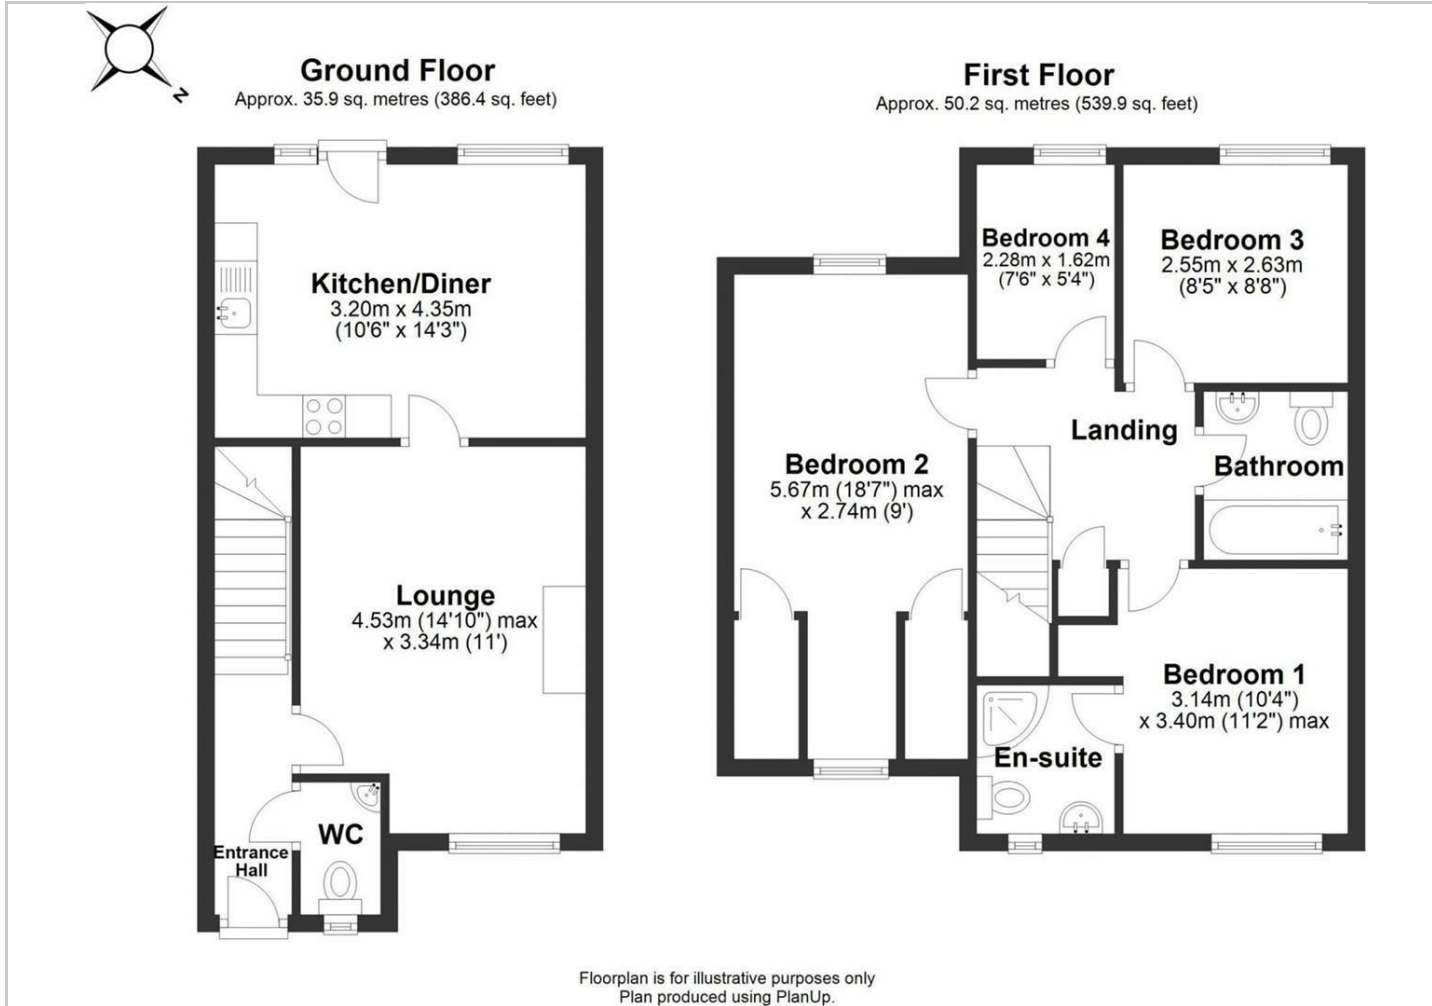 N
Ground Floor
Approx. 35.9 sq. metres (386.4 sq. feet)
Kitchen/Diner
3.20m x 4.35m
(10'6" x 14'3")
Lounge
4.53m (14'10") max
x 3.34m (11')
WC
Entrance
Hall
First Floor
Approx. 50.2 sq. metres (539.9 sq. feet)
Bedroom 4
2.28m x 1.62m
(7'6" x 5'4")
Bedroom 3
2.55m x 2.63m
(8'5" x 8'8")
Landing
Bathroom
Bedroom 2
5.67m (18'7") max
x 2.74m (9')
Bedroom 1
3.14m (10'4")
x 3.40m (11'2") max
En-suite
Floorplan is for illustrative purposes only
Plan produced using PlanUp.